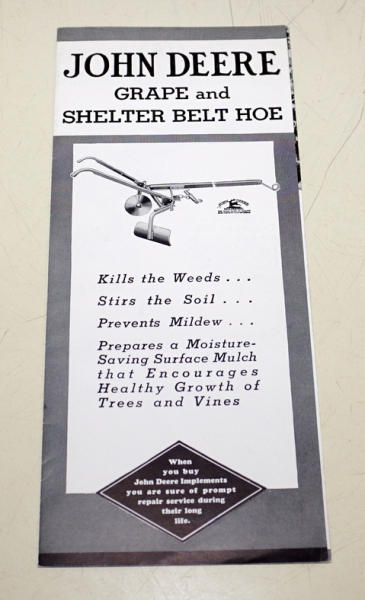 JOHN DEERE
GRAPE and
SHELTER BELT HOE
JOHN DEERE
Kills the Weeds . . .
Stirs the Soil . . .
Prevents Mildew . . .
Prepares a Moisture-
Saving Surface Mulch
that Encourages
Healthy Growth of
Trees and Vines
When
you buy
John Deere Implements
you are sure of prompt
repair service during
their long
life.